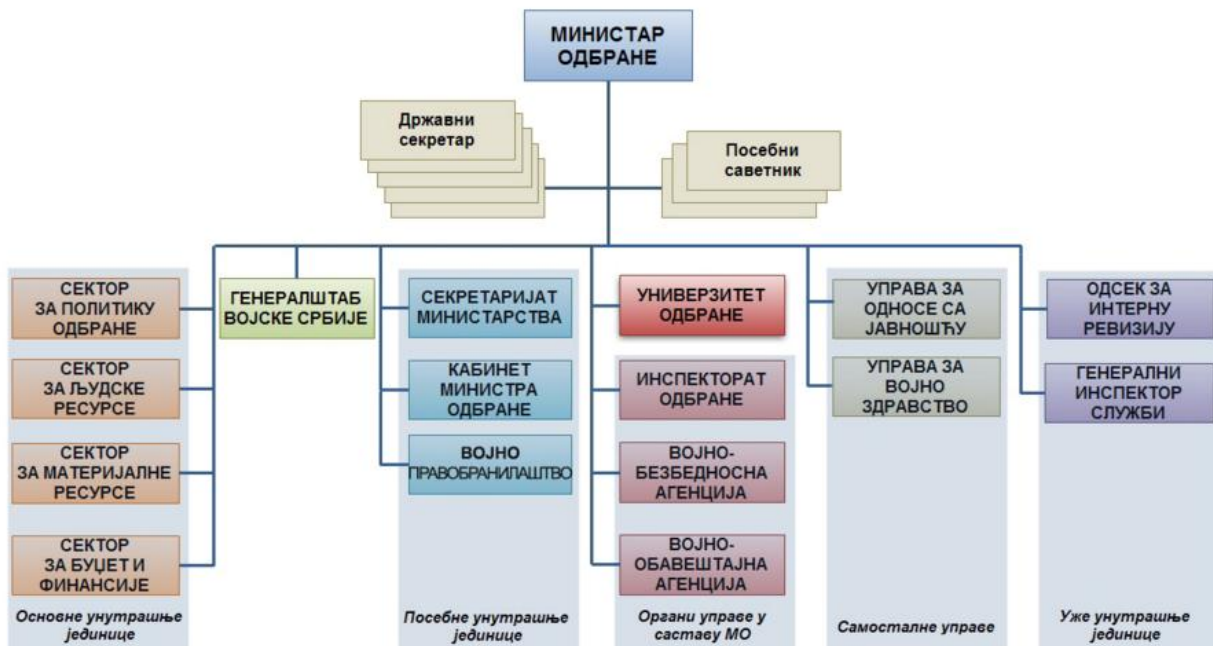 МИНИСТАР
ОДБРАНЕ
Државни
секретар
Посебни
саветник
СЕКТОР
ЗА ПОЛИТИКУ
ОДБРАНЕ
СЕКТОР
ЗА ЉУДСКЕ
РЕСУРСЕ
СЕКТОР
ЗА МАТЕРИЈАЛНЕ
РЕСУРСЕ
СЕКТОР
ЗА БУЏЕТ И
ФИНАНСИЈЕ
Основне унутрашње
јединице
ГЕНЕРАЛШТАБ
ВОЈСКЕ СРБИЈЕ
СЕКРЕТАРИЈАТ
МИНИСТАРСТВА
КАБИНЕТ
МИНИСТРА
ОДБРАНЕ
ВОЈНО
ПРАВОБРАНИЛАШТВО
Посебне унутрашње
јединице
УНИВЕРЗИТЕТ
ОДБРАНЕ
ИНСПЕКТОРАТ
ОДБРАНЕ
ВОЈНО-
БЕЗБЕДНОСНА
АГЕНЦИЈА
ВОЈНО-
ОБАВЕШТАЈНА
АГЕНЦИЈА
Органи управе у
саставу МО
УПРАВА ЗА
ОДНОСЕ СА
ЈАВНОШЋУ
УПРАВА ЗА
ВОЈНО
ЗДРАВСТВО
Самосталне управе
ОДСЕК ЗА
ИНТЕРНУ
РЕВИЗИЈУ
ГЕНЕРАЛНИ
ИНСПЕКТОР
СЛУЖБИ
Уже унутрашње
јединице